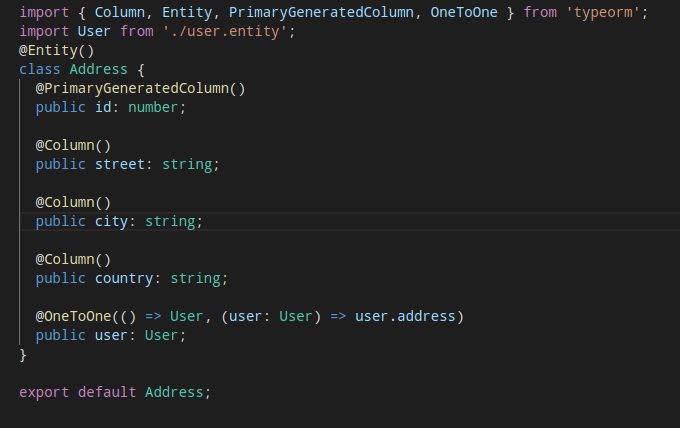 import { Column, Entity, PrimaryGeneratedColumn, OneToOne } from 'typeorm';
import User from './user.entity';
@Entity()
class Address {
  @PrimaryGeneratedColumn()
  public id: number;

  @Column()
  public street: string;

  @Column()
  public city: string;

  @Column()
  public country: string;

  @OneToOne(() => User, (user: User) => user.address)
  public user: User;
}

export default Address;